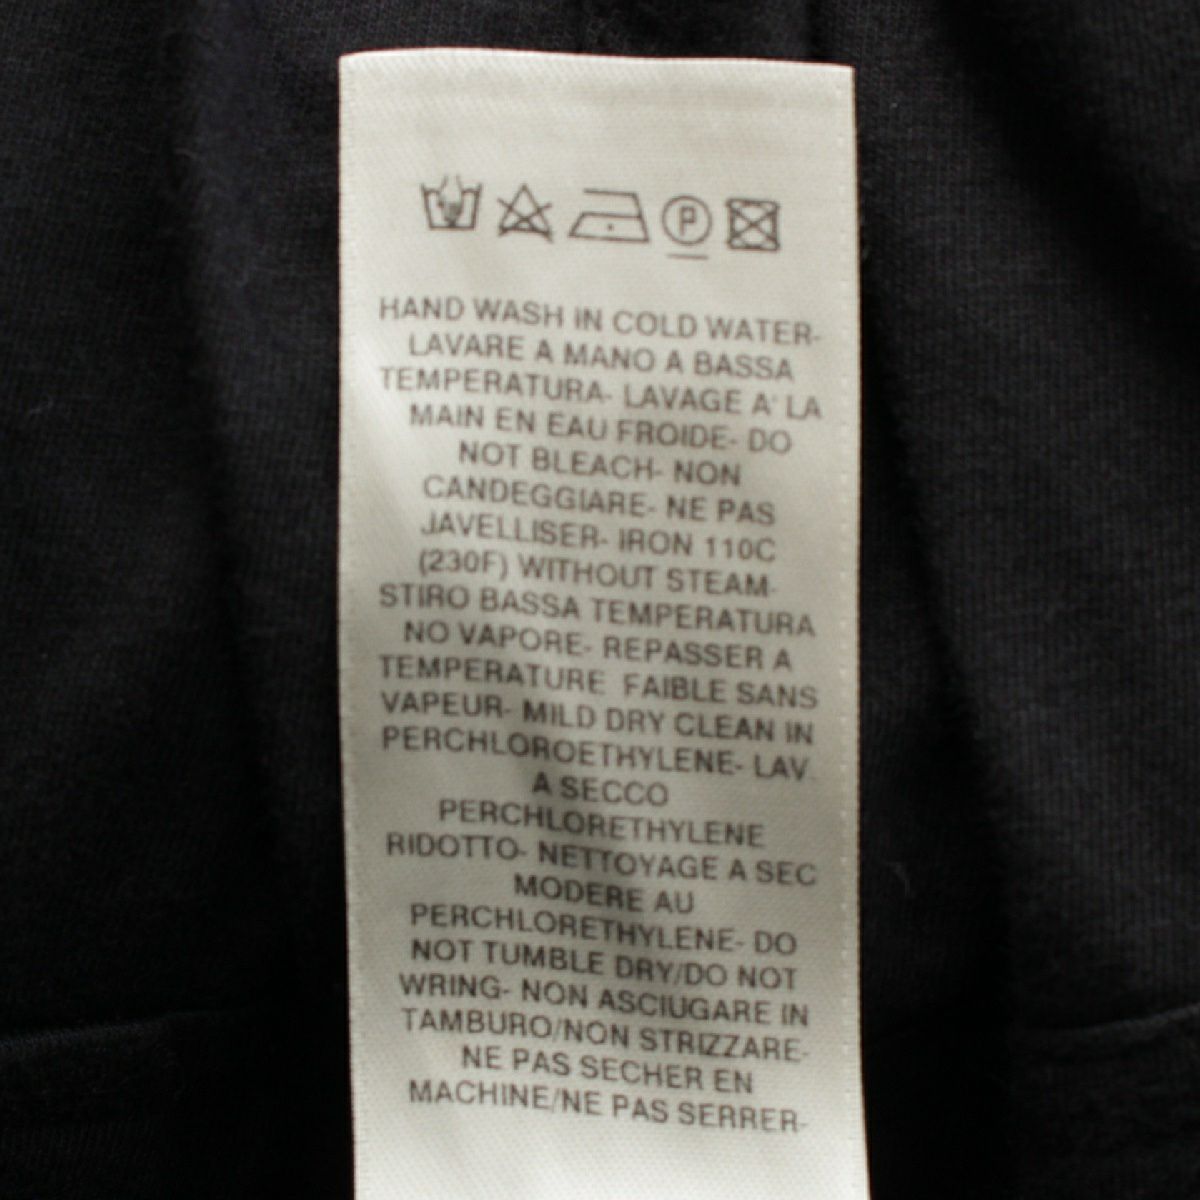 P
HAND WASH IN COLD WATER-
LAVARE A MANO A BASSA
TEMPERATURA- LAVAGE A' LA
MAIN EN EAU FROIDE- DO
NOT BLEACH- NON
CANDEGGIARE- NE PAS
JAVELLISER- IRON 110C
(230F) WITHOUT STEAM-
STIRO BASSA TEMPERATURA
NO VAPORE- REPASSER A
TEMPERATURE FAIBLE SANS
VAPEUR- MILD DRY CLEAN IN
PERCHLOROETHYLENE- LAV.
A SECCO
PERCHLORETHYLENE
RIDOTTO- NETTOYAGE A SEC
MODERE AU
PERCHLORETHYLENE- DO
NOT TUMBLE DRY/DO NOT
WRING- NON ASCIUGARE IN
TAMBURO/NON STRIZZARE-
NE PAS SECHER EN
MACHINE/NE PAS SERRER-